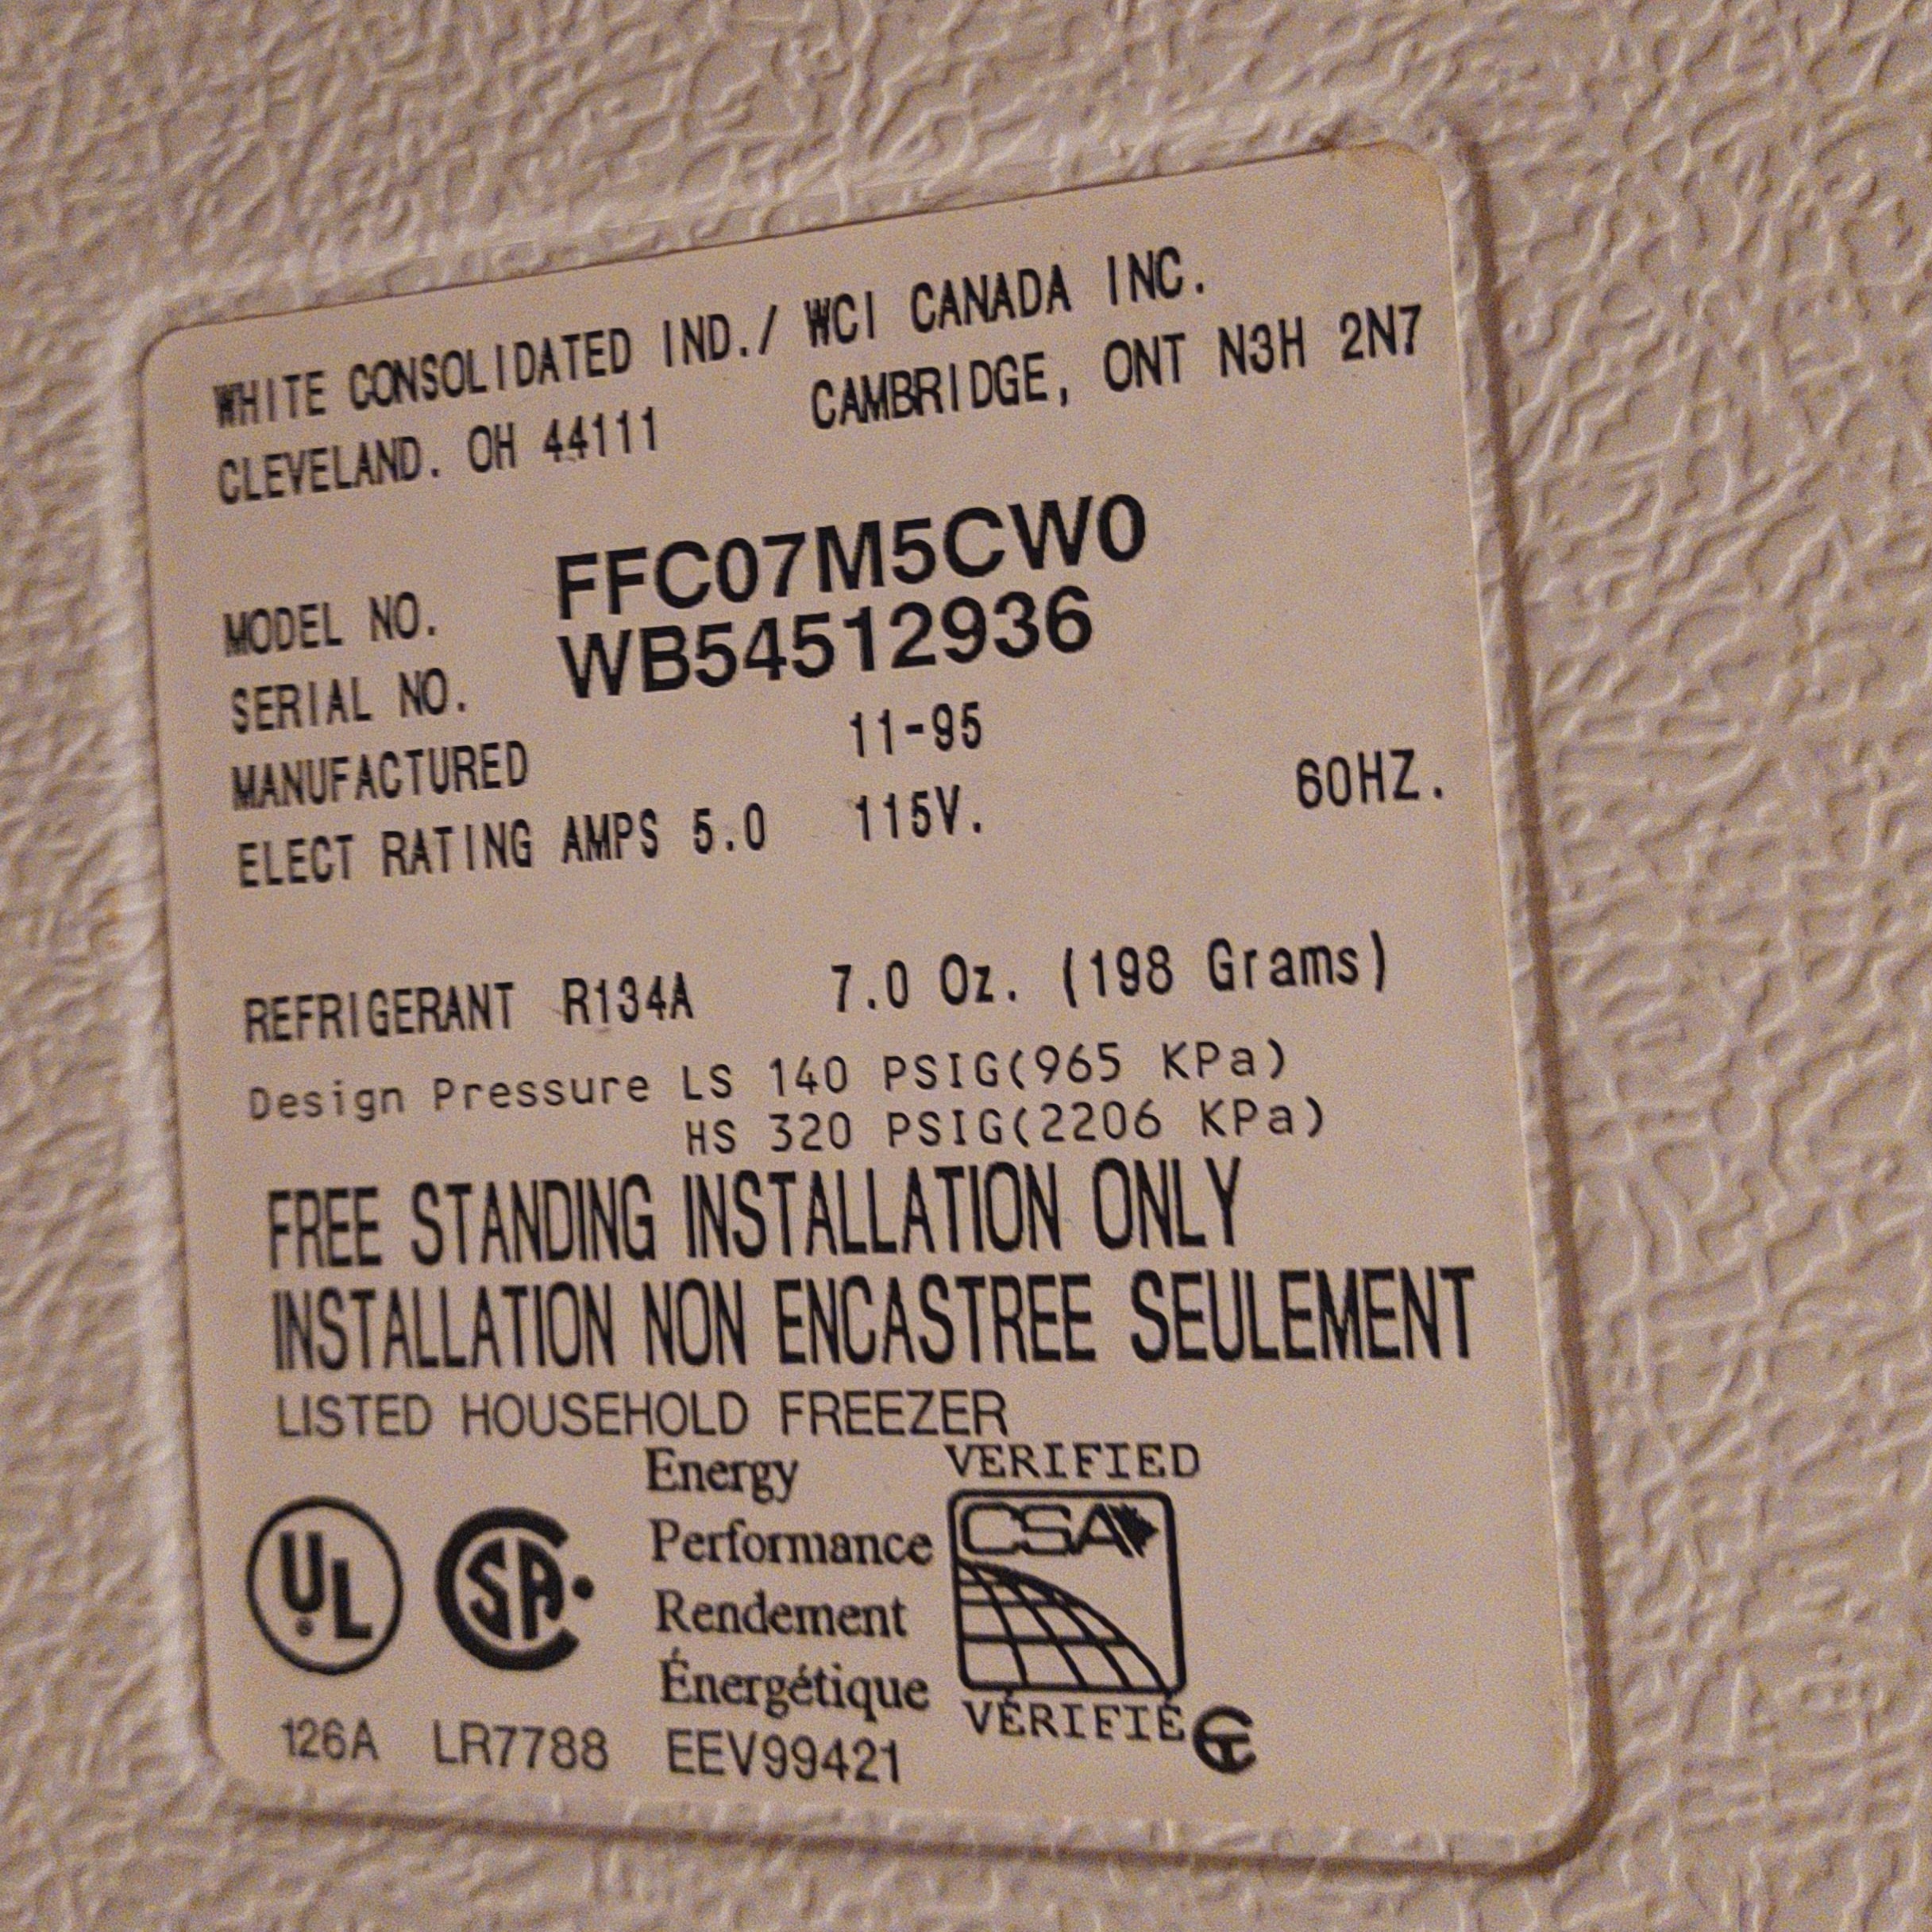 WHITE CONSOLIDATED IND./ WCI CANADA INC.
CLEVELAND. OH 44111 CAMBRIDGE, ONT N3H 2N7
MODEL NO. FFC07M5CW0
SERIAL NO. WB54512936
MANUFACTURED 11-95
ELECT RATING AMPS 5.0 115V. 60HZ.
REFRIGERANT R134A 7.0 Oz. (198 Grams)
Design Pressure LS 140 PSIG(965 KPa)
HS 320 PSIG(2206 KPa)
FREE STANDING INSTALLATION ONLY
INSTALLATION NON ENCASTREE SEULEMENT
LISTED HOUSEHOLD FREEZER
UL
126A
CSA
LR7788
Energy
Performance
Rendement
Énergétique
EEV99421
VERIFIED
CSA
VÉRIFIÉ